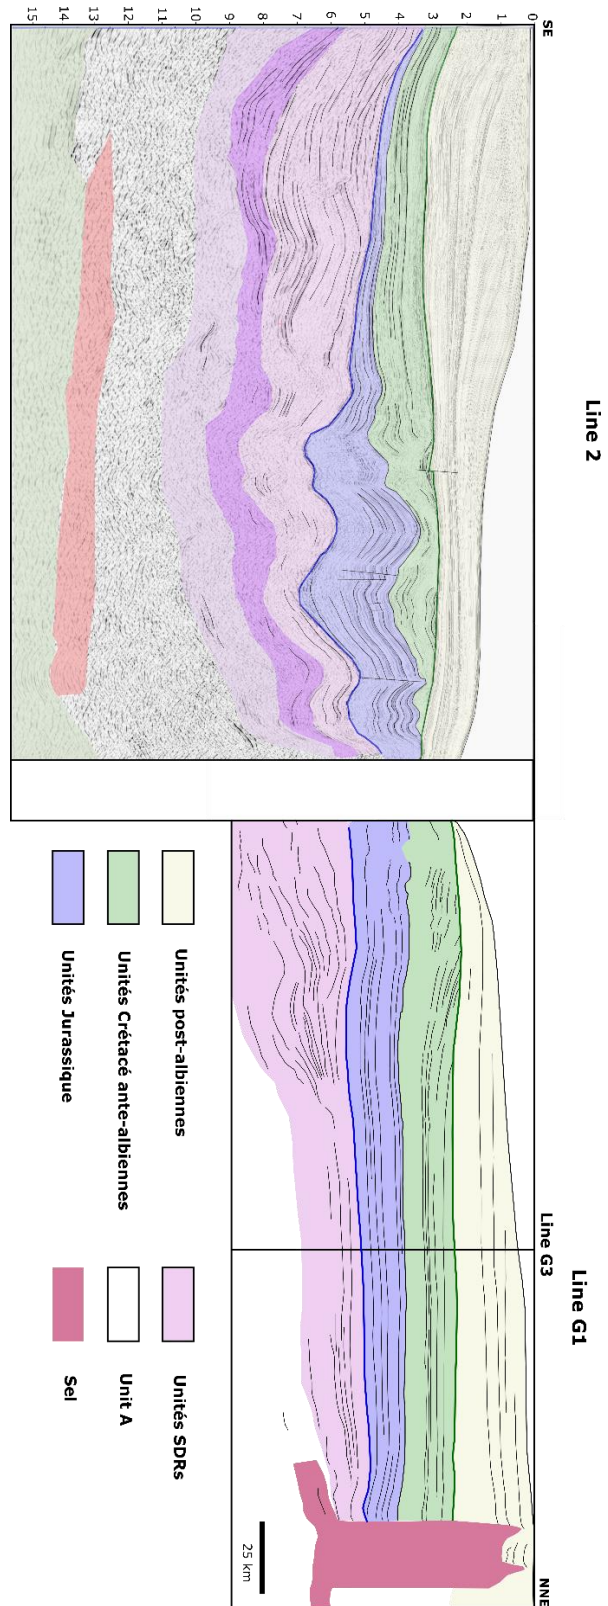 Line 2
Line G1
SE
Line G3
NNE
0
1
2
3
4
5
6
7
8
9
10
11
12
13
14
15
25 km
Unités post-albiennes
Unités SDRs
Unités Crétacé ante-albiennes
Unit A
Unités Jurassique
Sel